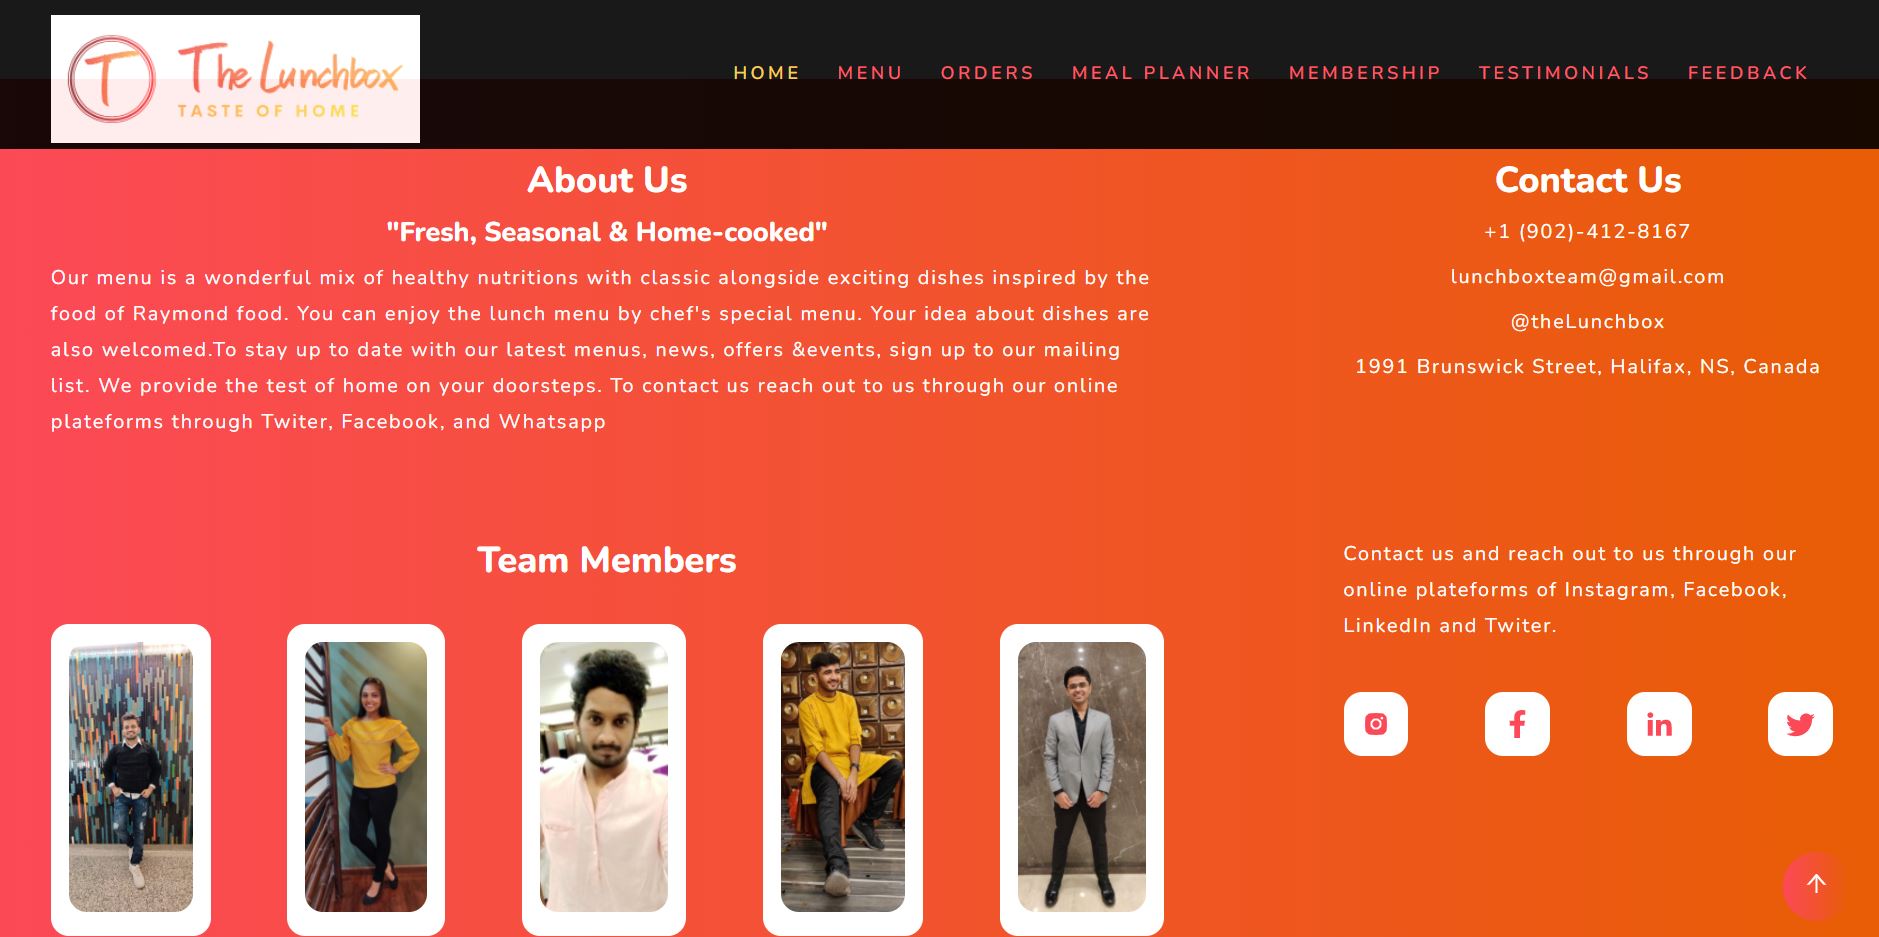 T The Lunchbox
TASTE OF HOME
HOME MENU ORDERS MEAL PLANNER MEMBERSHIP TESTIMONIALS FEEDBACK
About Us
"Fresh, Seasonal & Home-cooked"
Our menu is a wonderful mix of healthy nutritions with classic alongside exciting dishes inspired by the
food of Raymond food. You can enjoy the lunch menu by chef's special menu. Your idea about dishes are
also welcomed.To stay up to date with our latest menus, news, offers &events, sign up to our mailing
list. We provide the test of home on your doorsteps. To contact us reach out to us through our online
plateforms through Twiter, Facebook, and Whatsapp
Contact Us
+1 (902)-412-8167
lunchboxteam@gmail.com
@theLunchbox
1991 Brunswick Street, Halifax, NS, Canada
Team Members
Contact us and reach out to us through our
online plateforms of Instagram, Facebook,
LinkedIn and Twiter.
f
in